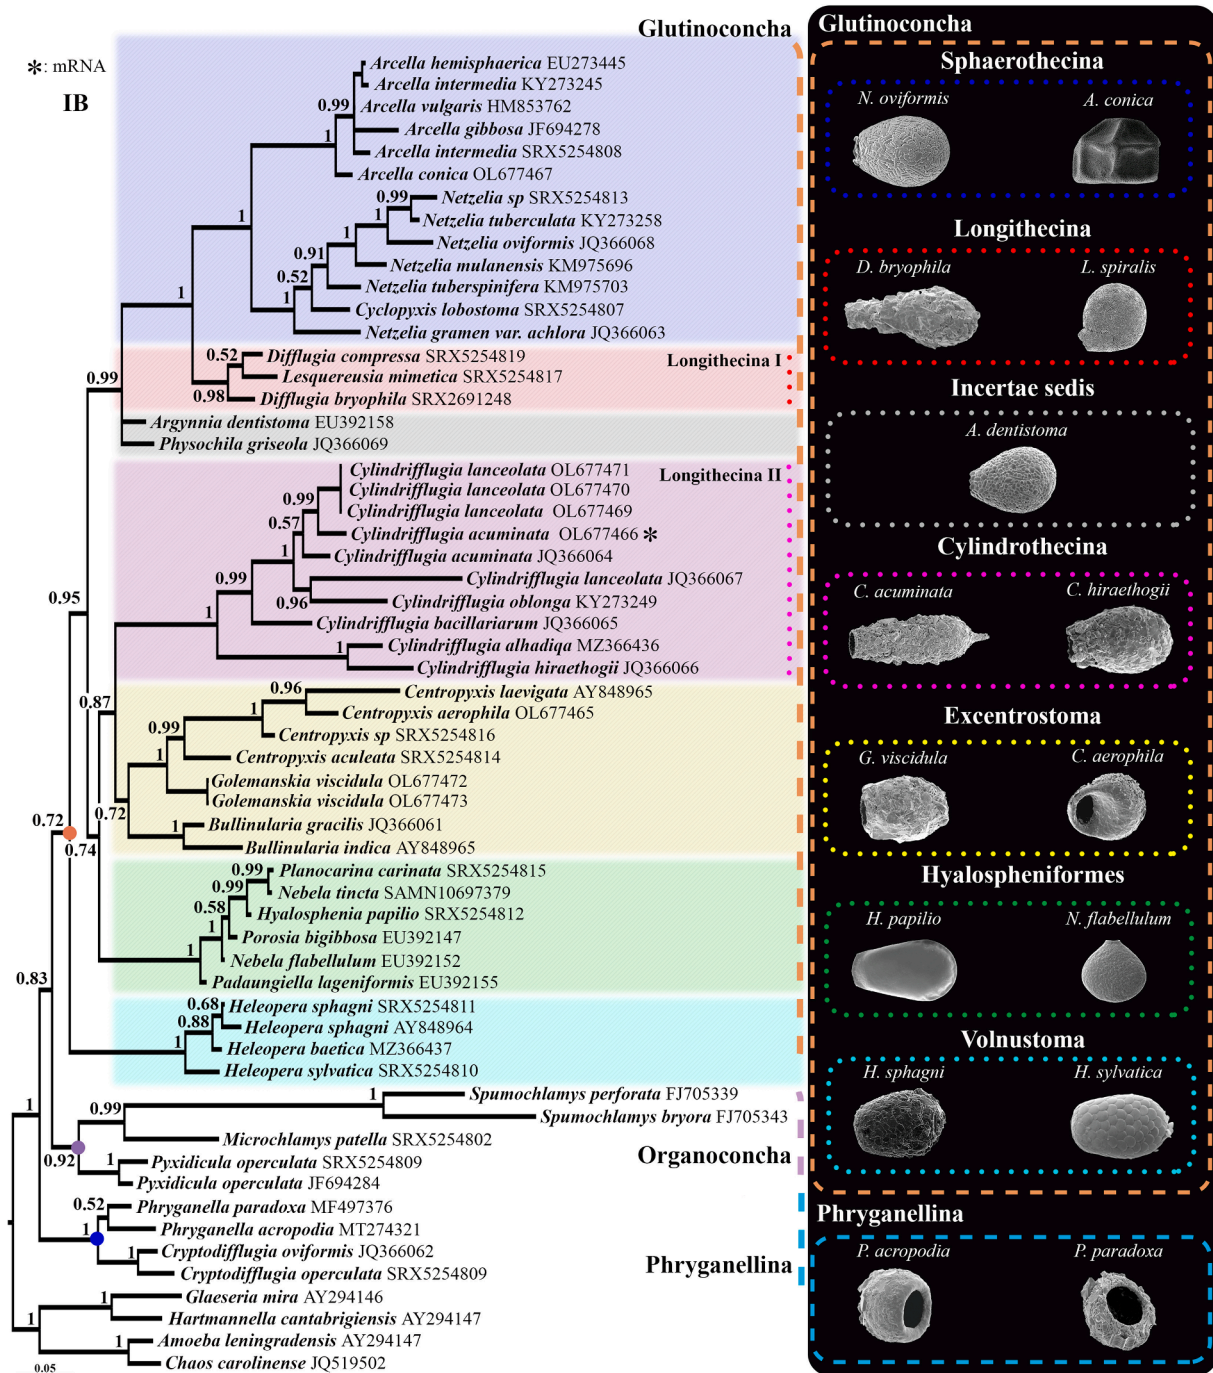 Glutinoconcha
*: mRNA
IB
Arcella hemisphaerica EU273445
Arcella intermedia KY273245
0.99
Arcella vulgaris HM853762
1
Arcella gibbosa JF694278
Arcella intermedia SRX5254808
Arcella conica OL677467
0.99
Netzelia sp SRX5254813
1
Netzelia tuberculata KY273258
1
1
Netzelia oviformis JQ366068
0.91
Netzelia mulanensis KM975696
0.52
Netzelia tuberspinifera KM975703
1
1
Cyclopyxis lobostoma SRX5254807
Netzelia gramen var. achlora JQ366063
0.52
Difflugia compressa SRX5254819
Longithecina I
0.99
Lesquereusia mimetica SRX5254817
0.98
Difflugia bryophila SRX2691248
Argynnia dentistoma EU392158
Physochila griseola JQ366069
Cylindrifflugia lanceolata OL677471
Longithecina II
0.99
Cylindrifflugia lanceolata OL677470
Cylindrifflugia lanceolata OL677469
0.57
Cylindrifflugia acuminata OL677466 *
1
Cylindrifflugia acuminata JQ366064
0.99
Cylindrifflugia lanceolata JQ366067
0.95
0.96
Cylindrifflugia oblonga KY273249
1
Cylindrifflugia bacillariarum JQ366065
1
Cylindrifflugia alhadiqa MZ366436
Cylindrifflugia hiraethogii JQ366066
0.96
Centropyxis laevigata AY848965
0.87
1
Centropyxis aerophila OL677465
0.99
Centropyxis sp SRX5254816
1
Centropyxis aculeata SRX5254814
Golemanskia viscidula OL677472
Golemanskia viscidula OL677473
0.72
0.72
1
Bullinularia gracilis JQ366061
0.74
Bullinularia indica AY848965
0.99
Planocarina carinata SRX5254815
0.99
Nebela tincta SAMN10697379
0.58
Hyalosphenia papilio SRX5254812
1
Porosia bigibbosa EU392147
Nebela flabellulum EU392152
0.83
Padaungiella lageniformis EU392155
0.68
Heleopera sphagni SRX5254811
0.88
Heleopera sphagni AY848964
1
Heleopera baetica MZ366437
Heleopera sylvatica SRX5254810
1
1
Spumochlamys perforata FJ705339
0.99
Spumochlamys bryora FJ705343
Microchlamys patella SRX5254802
0.92
Organoconcha
1
Pyxidicula operculata SRX5254809
Pyxidicula operculata JF694284
0.52
Phryganella paradoxa MF497376
1
Phryganella acropodia MT274321
1
Cryptodifflugia oviformis JQ366062
Phryganellina
Cryptodifflugia operculata SRX5254809
1
Glaeseria mira AY294146
1
Hartmannella cantabrigiensis AY294147
1
Amoeba leningradensis AY294147
Chaos carolinense JQ519502
0.05
Glutinoconcha
Sphaerothecina
N. oviformis
A. conica
Longithecina
D. bryophila
L. spiralis
Incertae sedis
A. dentistoma
Cylindrothecina
C. acuminata
C. hiraethogii
Excentrostoma
G. viscidula
C. aerophila
Hyalospheniformes
H. papilio
N. flabellulum
Volnustoma
H. sphagni
H. sylvatica
Phryganellina
P. acropodia
P. paradoxa